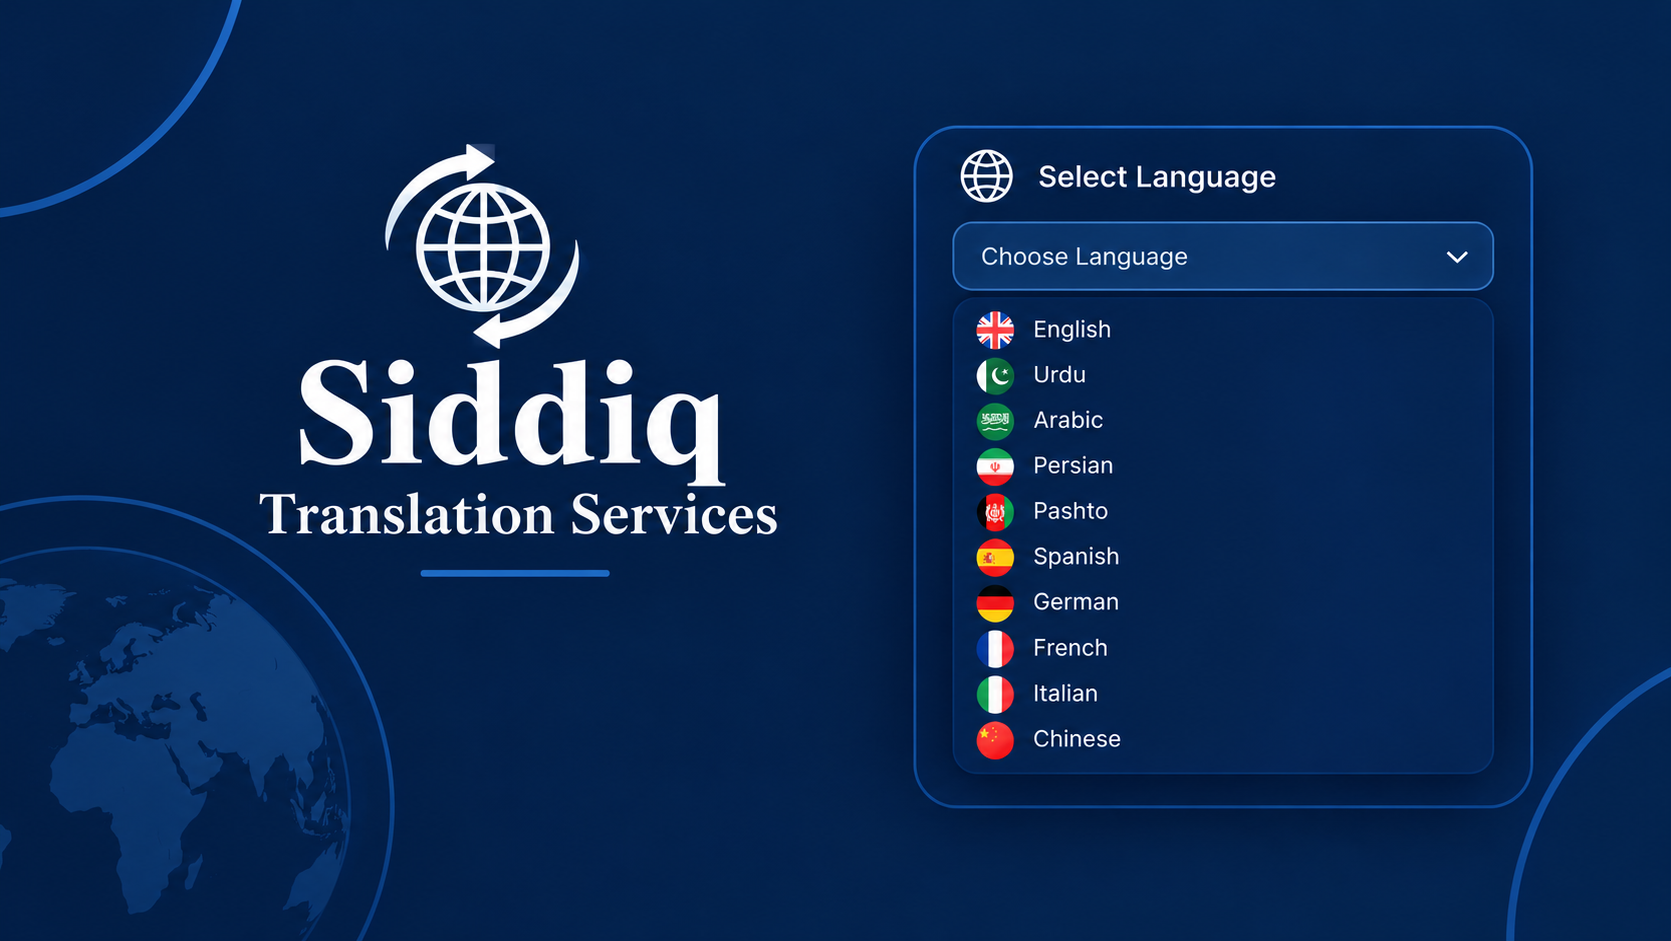 Siddiq
Translation Services
Select Language
Choose Language
English
Urdu
Arabic
Persian
Pashto
Spanish
German
French
Italian
Chinese